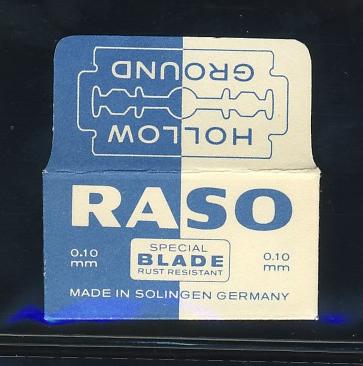 HOLLOW
GROUND
RASO
0.10
mm
SPECIAL
BLADE
RUST RESISTANT
0.10
mm
MADE IN SOLINGEN GERMANY